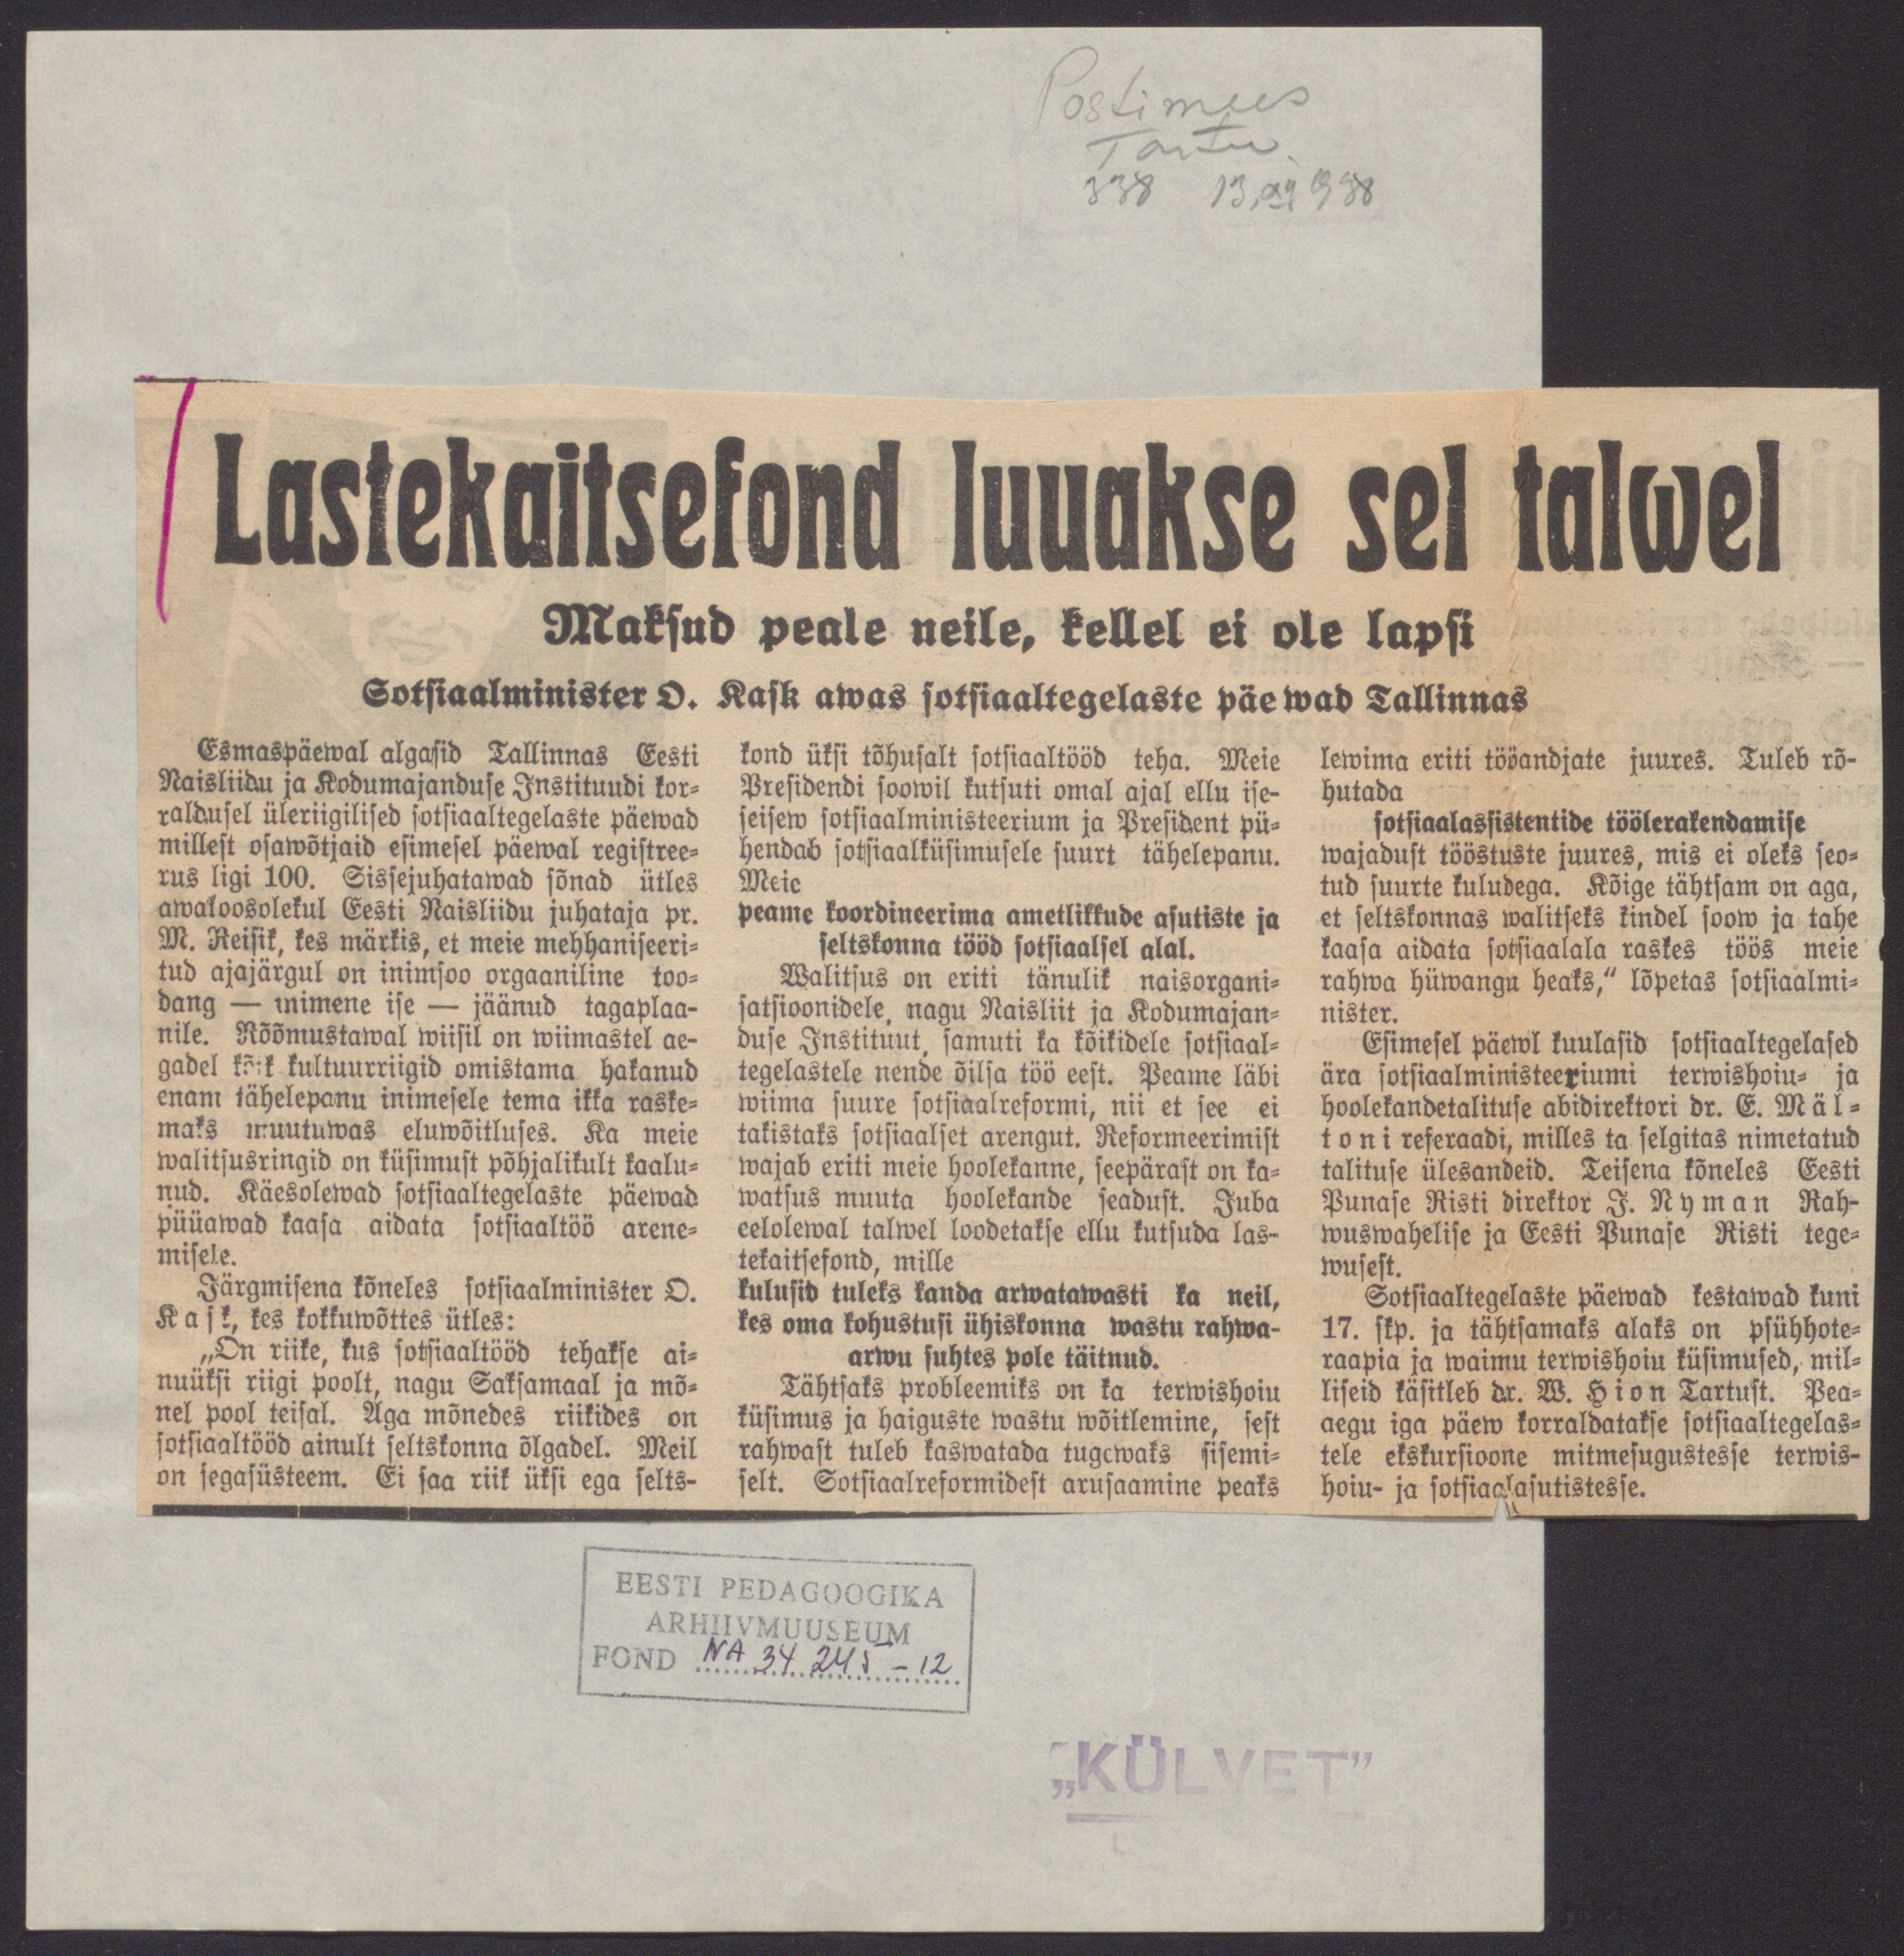 Postimees
Tartu
338 13. XII 938
Lastekaitsefond luuakse sel talwel
Maksud peale neile, kellel ei ole lapsi
Sotsiaalminister O. Kask awas sotsiaaltegelaste päewad Tallinnas
Esmaspäewal algasid Tallinnas Eesti
Naisliidu ja Kodumajanduse Instituudi kor-
raldusel üleriigilised sotsiaaltegelaste päewad
millest osawõtjaid esimesel päewal registree-
rus ligi 100. Sissejuhatawad sõnad ütles
awakoosolekul Eesti Naisliidu juhataja pr.
M. Reisik, kes märkis, et meie mehhaniseeri-
tud ajajärgul on inimsoo orgaaniline too-
dang — inimene ise — jäänud tagaplaa-
nile. Rõõmustawal wiisil on wiimastel ae-
gadel kõik kultuurriigid omistama hakanud
enam tähelepanu inimesele tema ikka raske-
maks muutuwas eluwõitluses. Ka meie
walitsusringid on küsimust põhjalikult kaalu-
nud. Käesolewad sotsiaaltegelaste päewad
püüawad kaasa aidata sotsiaaltöö arene-
misele.
Järgmisena kõneles sotsiaalminister O.
Kask, kes kokkuwõttes ütles:
„On riike, kus sotsiaaltööd tehakse ai-
nuüksi riigi poolt, nagu Saksamaal ja mõ-
nel pool teisal. Aga mõnedes riikides on
sotsiaaltööd ainult seltskonna õlgadel. Meil
on segasüsteem. Ei saa riik üksi ega selts-
kond üksi tõhusalt sotsiaaltööd teha. Meie
Presidendi soowil kutsuti omal ajal ellu ise-
seisew sotsiaalministeerium ja President pü-
hendab sotsiaalküsimusele suurt tähelepanu.
Meie
peame koordineerima ametlikkude asutiste ja
seltskonna tööd sotsiaalsel alal.
Walitsus on eriti tänulik naisorgani-
satsioonidele, nagu Naisliit ja Kodumajan-
duse Instituut, samuti ka kõikidele sotsiaal-
tegelastele nende õilsa töö eest. Peame läbi
wiima suure sotsiaalreformi, nii et see ei
takistaks sotsiaalset arengut. Reformeerimist
wajab eriti meie hoolekanne, seepärast on ka-
watsus muuta hoolekande seadust. Juba
eelolewal talwel loodetakse ellu kutsuda las-
tekaitsefond, mille
kulusid tuleks kanda arwatawasti ka neil,
kes oma kohustusi ühiskonna wastu rahwa-
arwu suhtes pole täitnud.
Tähtsaks probleemiks on ka terwishoiu
küsimus ja haiguste wastu wõitlemine, sest
rahwast tuleb kaswatada tugewaks sisemi-
selt. Sotsiaalreformidest arusaamine peaks
lewima eriti tööandjate juures. Tuleb rõ-
hutada
sotsiaalassistentide töölerakendamise
wajadust tööstuste juures, mis ei oleks seo-
tud suurte kuludega. Kõige tähtsam on aga,
et seltskonnas walitseks kindel soow ja tahe
kaasa aidata sotsiaalala raskes töös meie
rahwa hüwangu heaks,“ lõpetas sotsiaalmi-
nister.
Esimesel päewl kuulasid sotsiaaltegelased
ära sotsiaalministeeriumi terwishoiu- ja
hoolekandetalituse abidirektori dr. E. Mäl-
toni referaadi, milles ta selgitas nimetatud
talituse ülesandeid. Teisena kõneles Eesti
Punase Risti direktor J. Nyman Rah-
wuswahelise ja Eesti Punase Risti tege-
wusest.
Sotsiaaltegelaste päewad kestawad kuni
17. skp. ja tähtsamaks alaks on psühhote-
raapia ja waimu terwishoiu küsimused, mil-
liseid käsitleb dr. W. Hion Tartust. Pea-
aegu iga päew korraldatakse sotsiaaltegelas-
tele ekskursioone mitmesugustesse terwis-
hoiu- ja sotsiaalasutistesse.
EESTI PEDAGOOGIKA
ARHIIVMUUSEUM
FOND NA 34 245 - 12
„KÜLVET”